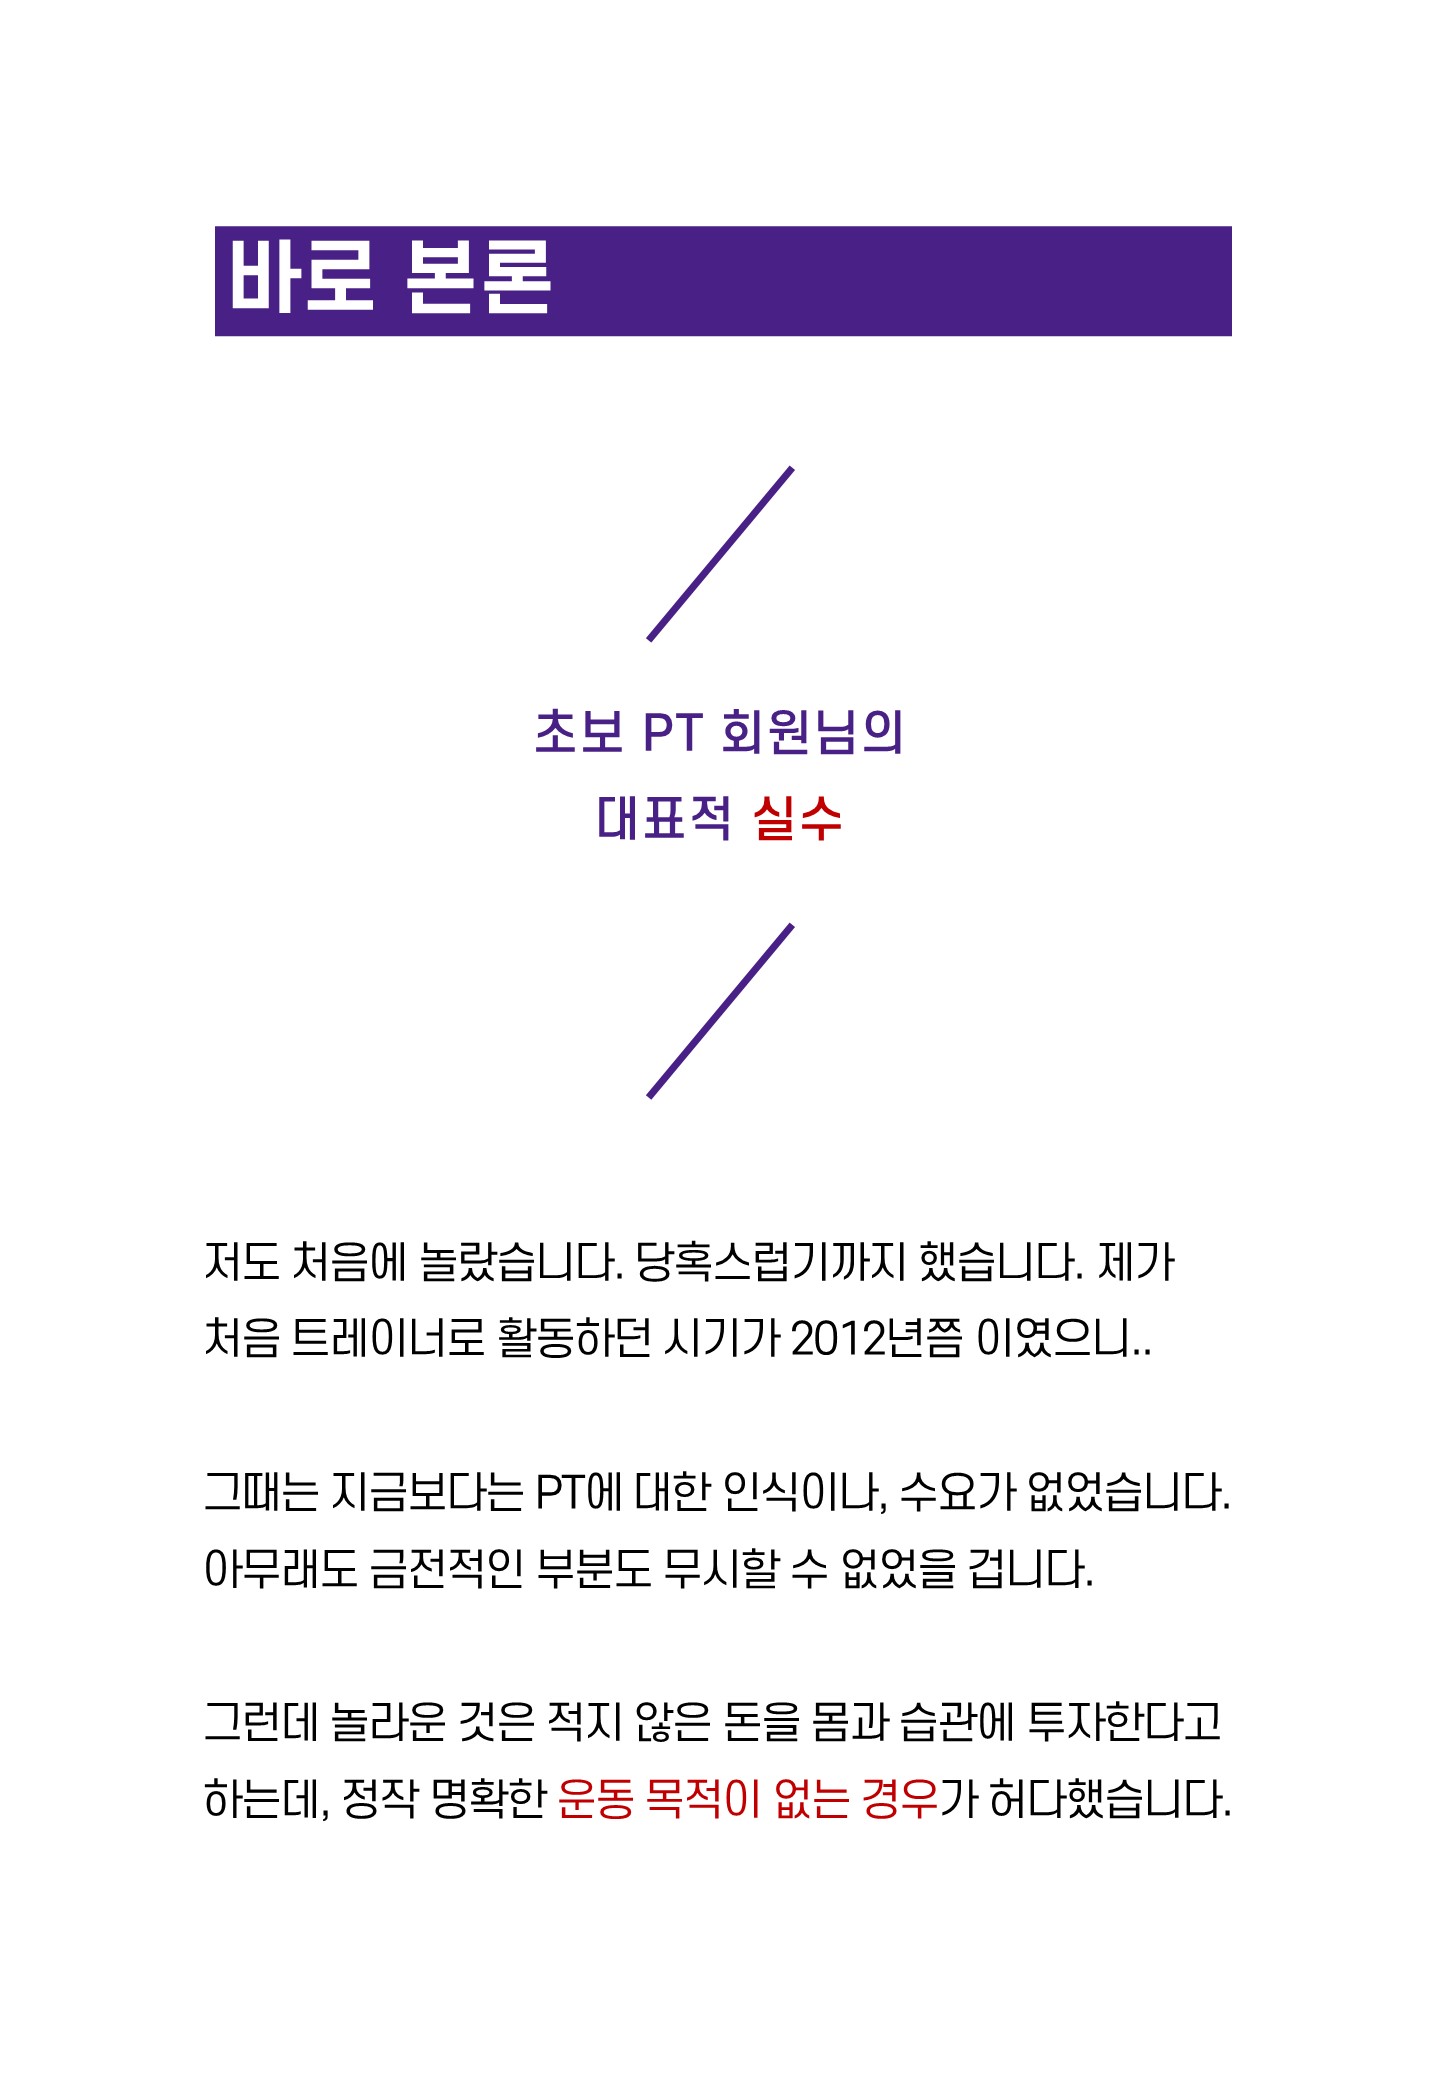 바로 본론
초보 PT 회원님의
대표적 실수
저도 처음에 놀랐습니다. 당혹스럽기까지 했습니다. 제가
처음 트레이너로 활동하던 시기가 2012년쯤 이였으니..
그때는 지금보다는 PT에 대한 인식이나, 수요가 없었습니다.
아무래도 금전적인 부분도 무시할 수 없었을 겁니다.
그런데 놀라운 것은 적지 않은 돈을 몸과 습관에 투자한다고
하는데, 정작 명확한 운동 목적이 없는 경우가 허다했습니다.